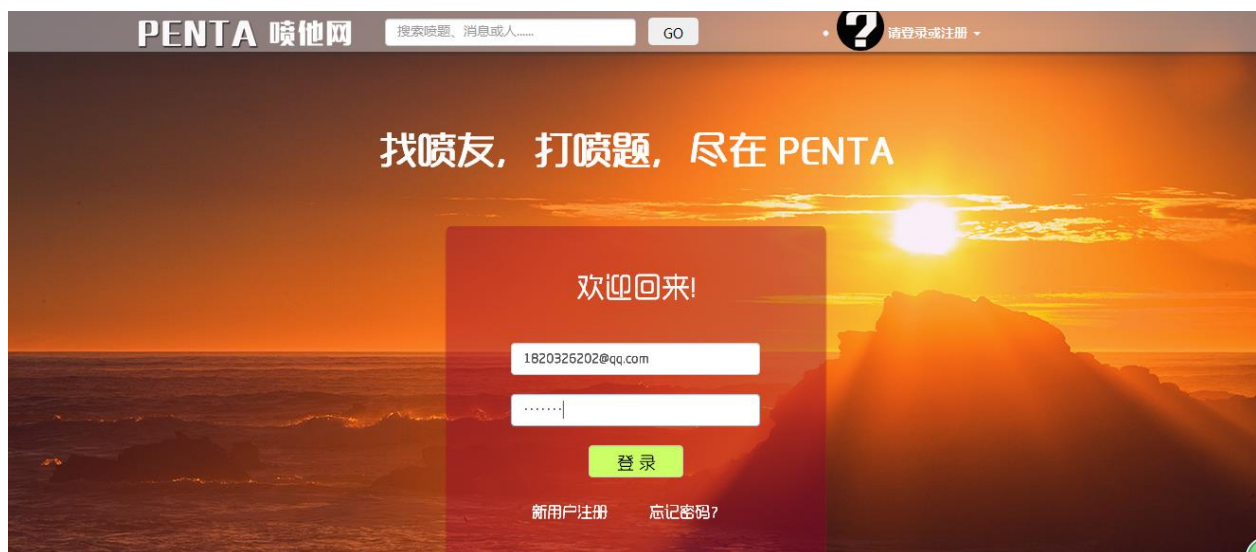 PENTA 喷他网
搜索喷题、消息或人......
GO
请登录或注册
找喷友，打喷题，尽在 PENTA
欢迎回来!
1820326202@qq.com
·······
登 录
新用户注册 忘记密码?